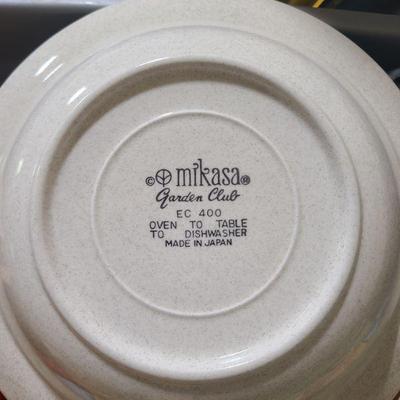 © mikasa®
Garden Club
EC 400
OVEN TO TABLE
TO DISHWASHER
MADE IN JAPAN